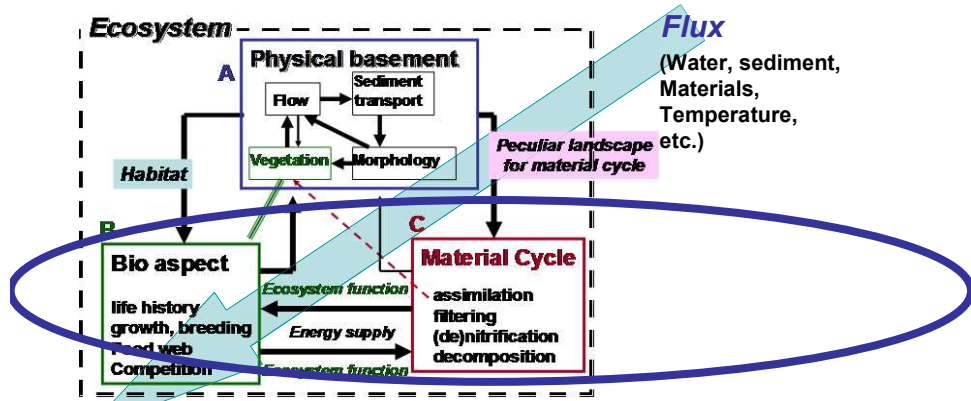 Ecosystem
Flux
(Water, sediment,
Materials,
Temperature,
etc.)
A
Physical basement
Flow
Sediment
transport
Vegetation
Morphology
Habitat
Peculiar landscape
for material cycle
B
Bio aspect
life history
growth, breeding
Food web
Competition
Ecosystem function
Energy supply
Ecosystem function
C
Material Cycle
assimilation
filtering
(de)nitrification
decomposition